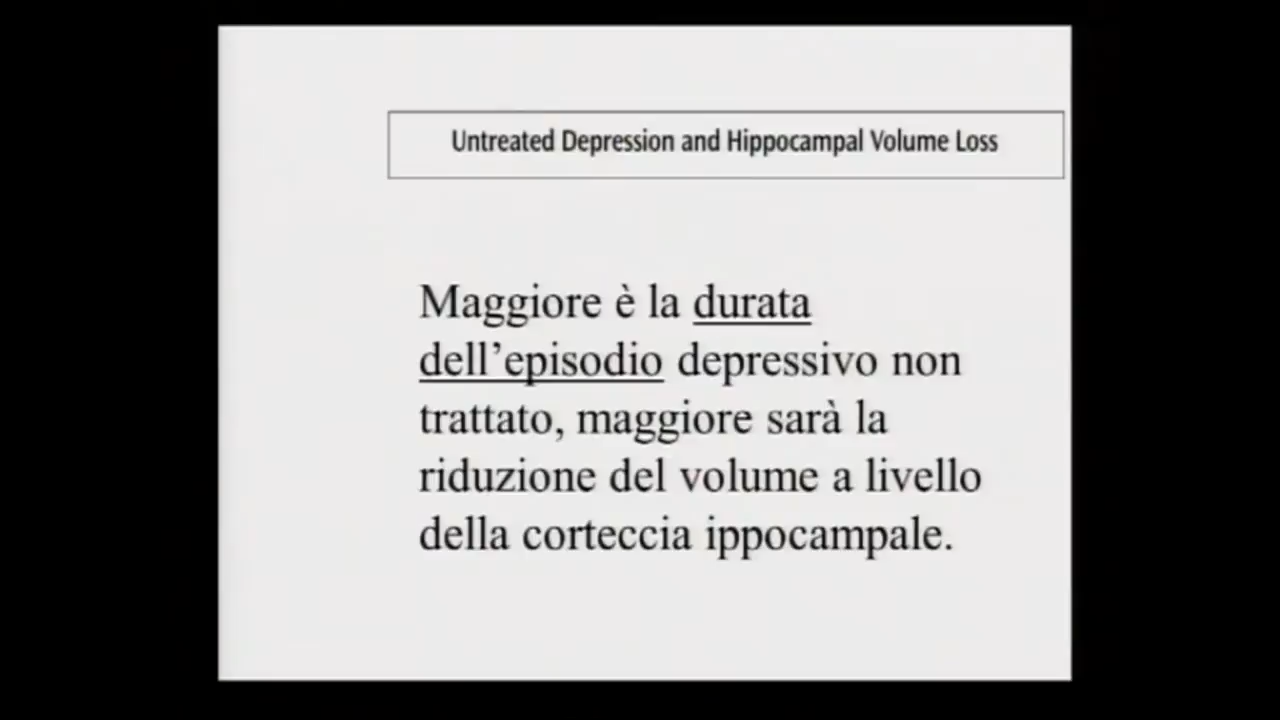 Untreated Depression and Hippocampal Volume Loss
Maggiore è la durata
dell’episodio depressivo non
trattato, maggiore sarà la
riduzione del volume a livello
della corteccia ippocampale.